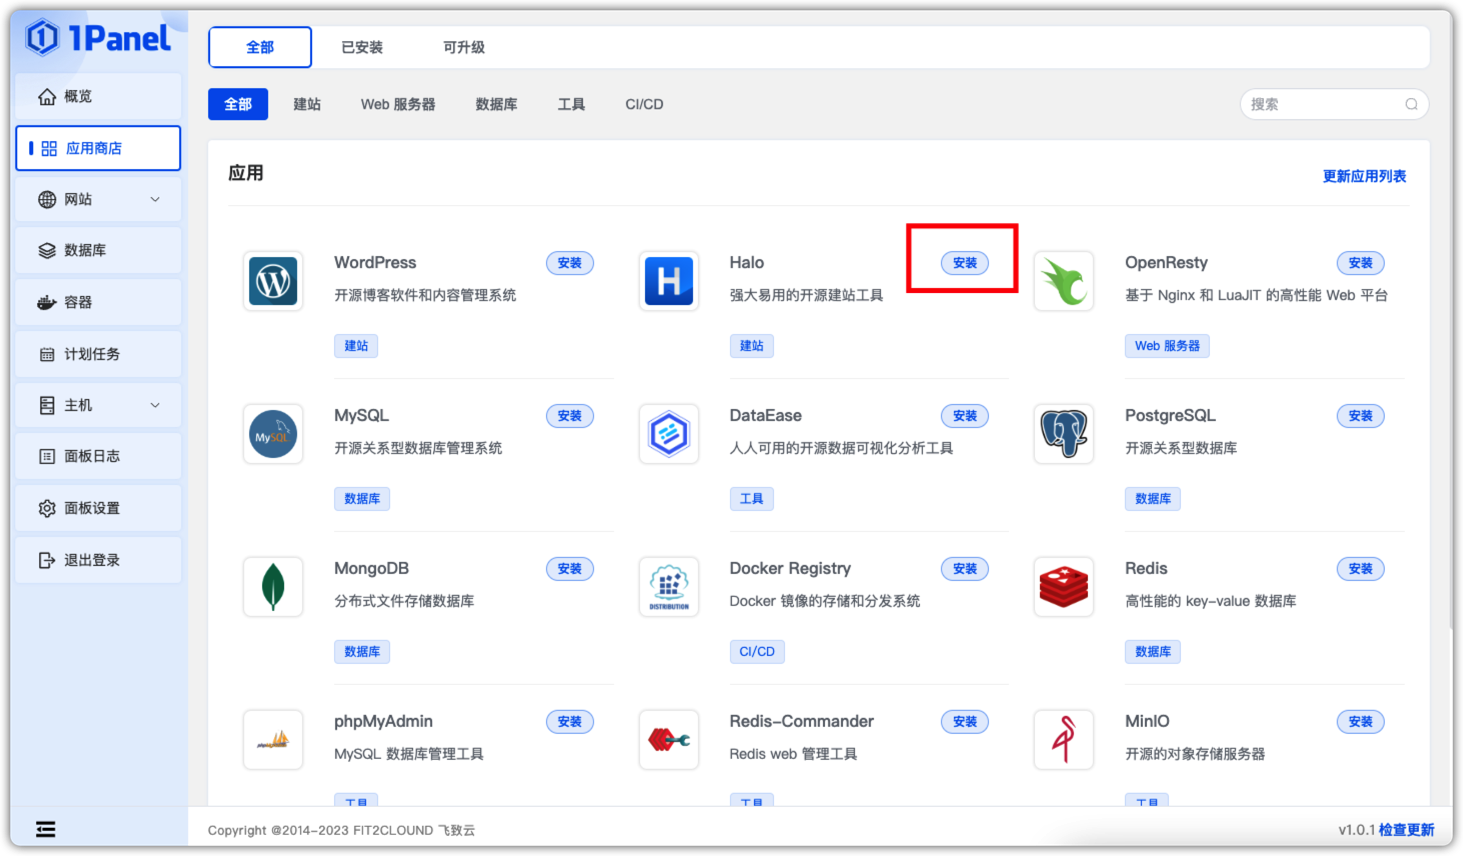 1Panel
概览
应用商店
网站
数据库
容器
计划任务
主机
面板日志
面板设置
退出登录
全部 已安装 可升级
全部 建站 Web 服务器 数据库 工具 CI/CD 搜索
应用 更新应用列表
WordPress 安装
开源博客软件和内容管理系统
建站
Halo 安装
强大易用的开源建站工具
建站
OpenResty 安装
基于 Nginx 和 LuaJIT 的高性能 Web 平台
Web 服务器
MySQL
MySQL 安装
开源关系型数据库管理系统
数据库
DataEase 安装
人人可用的开源数据可视化分析工具
工具
PostgreSQL 安装
开源关系型数据库
数据库
MongoDB 安装
分布式文件存储数据库
数据库
DISTRIBUTION
Docker Registry 安装
Docker 镜像的存储和分发系统
CI/CD
Redis 安装
高性能的 key-value 数据库
数据库
phpMyAdmin
phpMyAdmin 安装
MySQL 数据库管理工具
工具
Redis-Commander 安装
Redis web 管理工具
工具
MinIO 安装
开源的对象存储服务器
工具
Copyright @2014-2023 FIT2CLOUND 飞致云
v1.0.1 检查更新